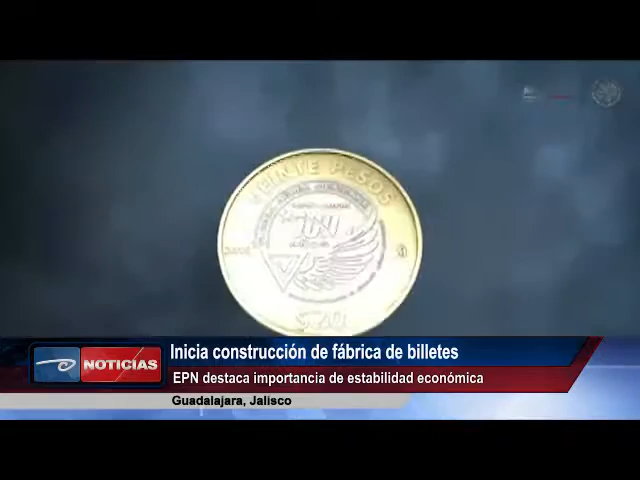 VEINTE PESOS
$20
Inicia construcción de fábrica de billetes
NOTICIAS
EPN destaca importancia de estabilidad económica
Guadalajara, Jalisco